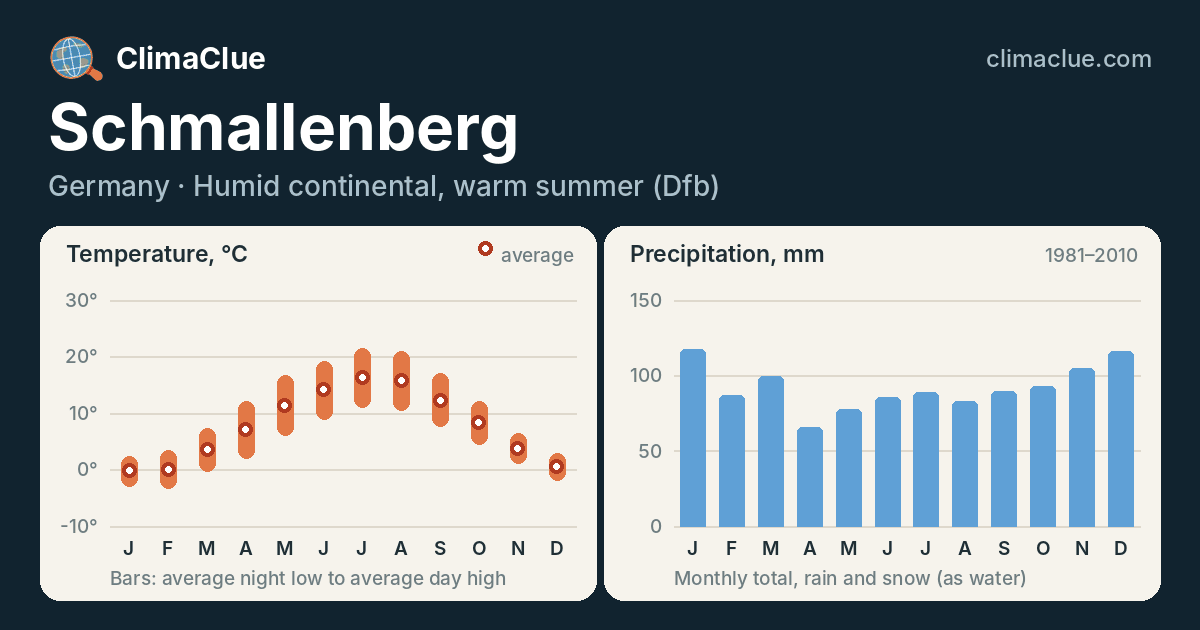 ClimaClue
climaclue.com
Schmallenberg
Germany · Humid continental, warm summer (Dfb)
Temperature, °C
average
30°
20°
10°
0°
-10°
J F M A M J J A S O N D
Bars: average night low to average day high
Precipitation, mm
1981–2010
150
100
50
0
J F M A M J J A S O N D
Monthly total, rain and snow (as water)